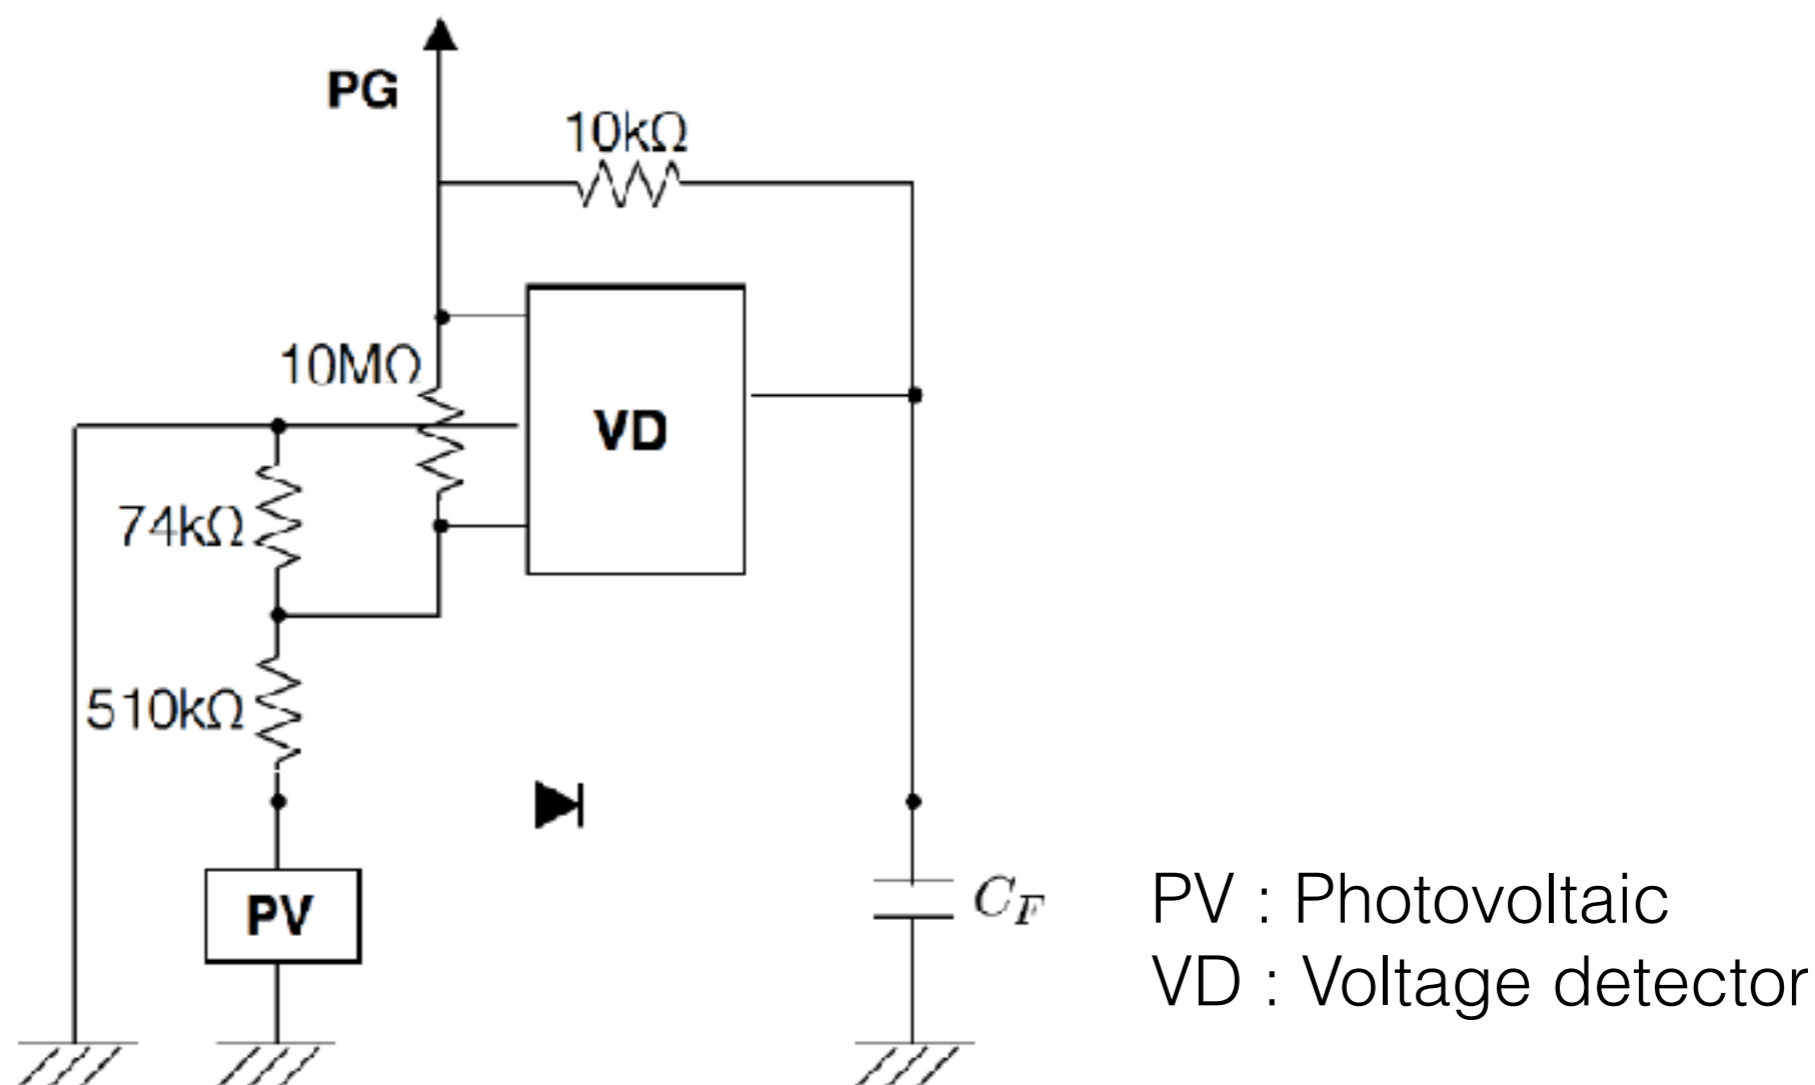 PG
10kΩ
10MΩ
VD
74kΩ
510kΩ
PV
C_F
PV : Photovoltaic
VD : Voltage detector